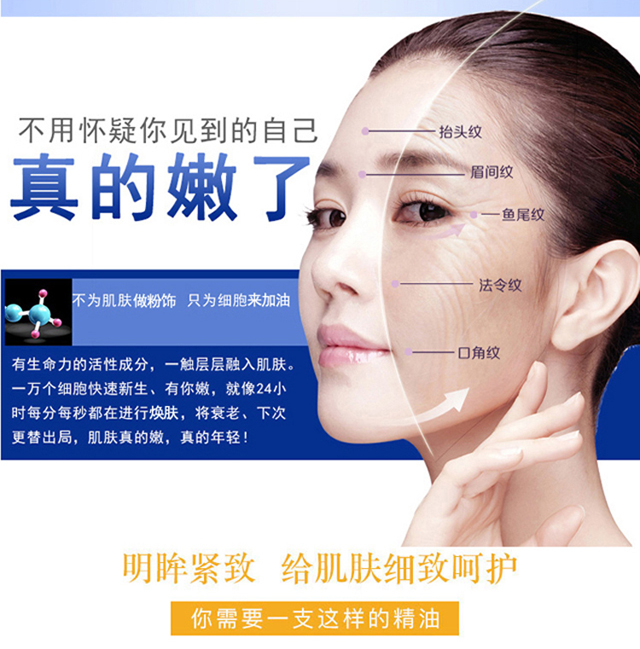 不用怀疑你见到的自己
真的嫩了
抬头纹
眉间纹
鱼尾纹
法令纹
口角纹
不为肌肤做粉饰 只为细胞来加油
有生命力的活性成分，一触层层融入肌肤。
一万个细胞快速新生、有你嫩，就像24小
时每分每秒都在进行焕肤，将衰老、下次
更替出局，肌肤真的嫩，真的年轻！
明眸紧致 给肌肤细致呵护
你需要一支这样的精油